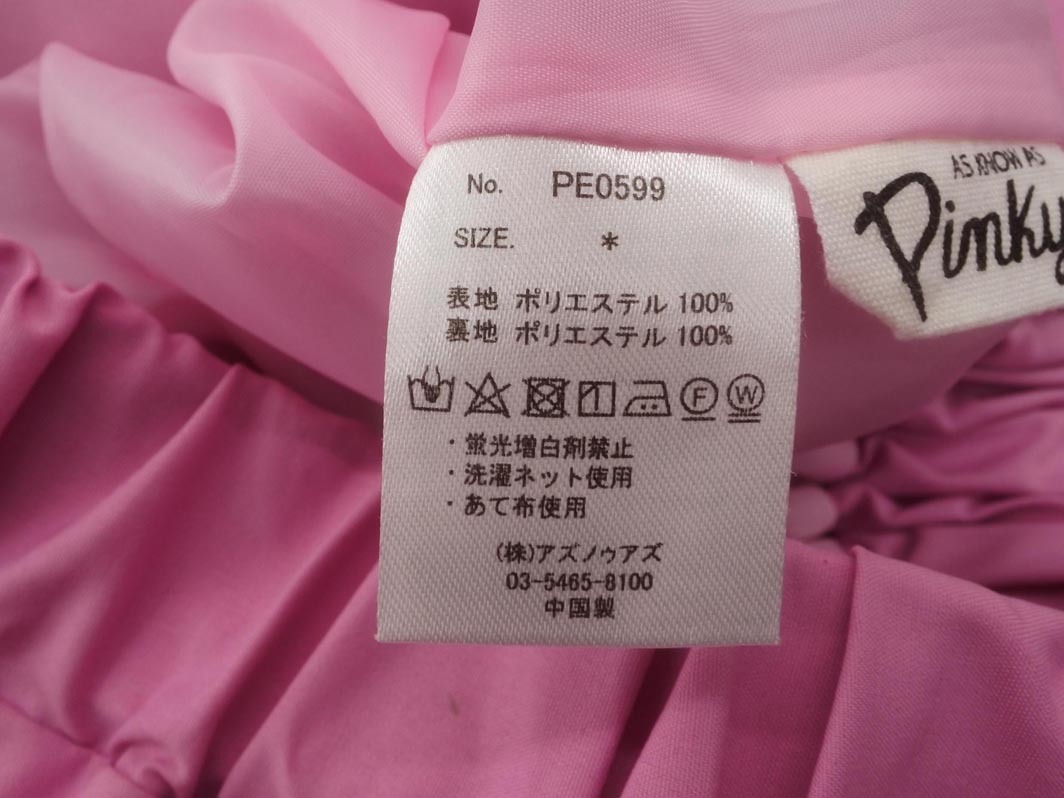 No. PE0599
SIZE. *
表地 ポリエステル 100%
裏地 ポリエステル 100%
F W
・蛍光増白剤禁止
・洗濯ネット使用
・あて布使用
(株)アズノゥアズ
03-5465-8100
中国製
AS KNOW AS
Pinky